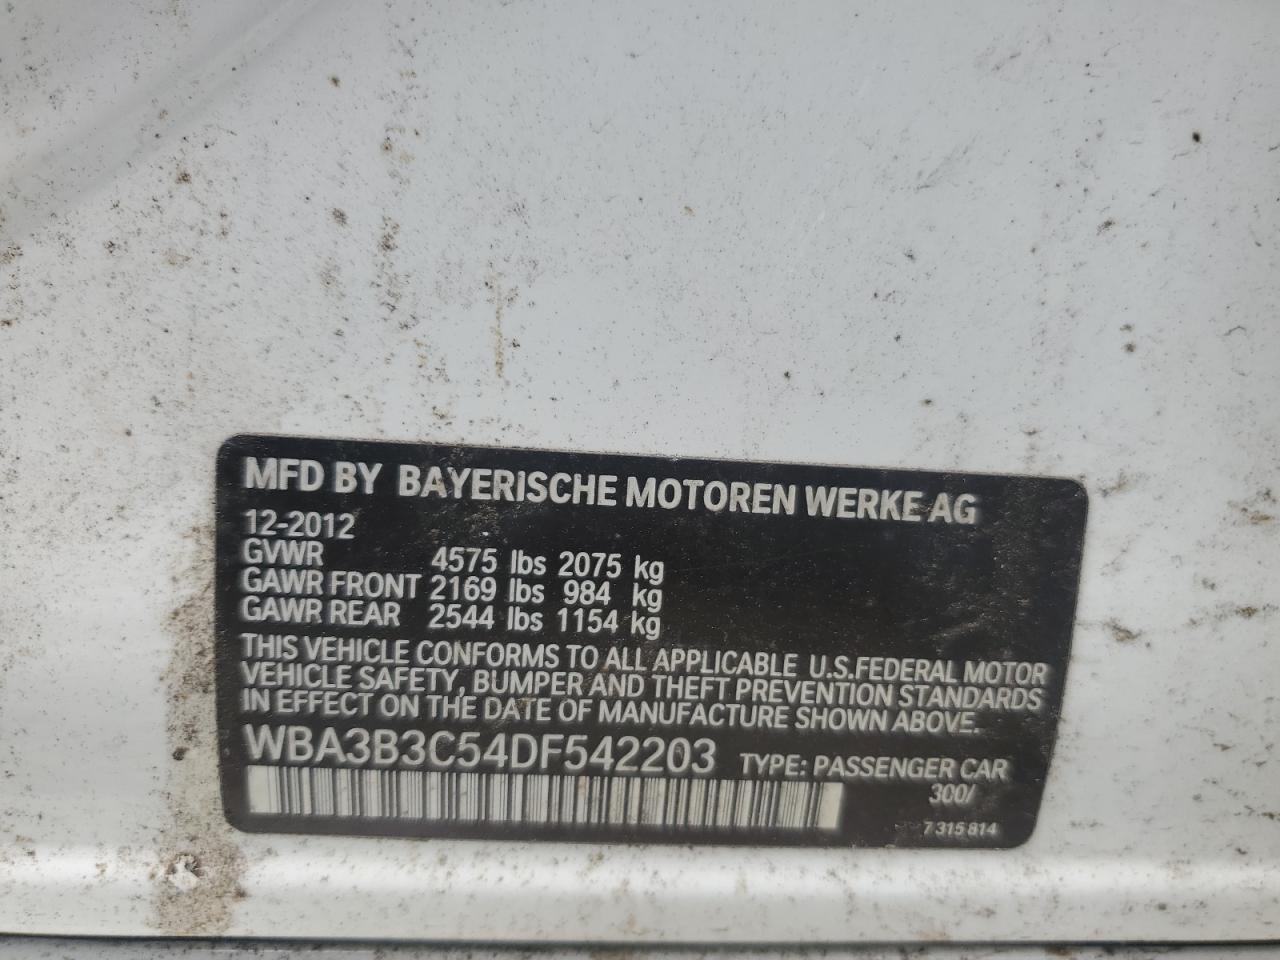 MFD BY BAYERISCHE MOTOREN WERKE AG
12-2012
GVWR 4575 lbs 2075 kg
GAWR FRONT 2169 lbs 984 kg
GAWR REAR 2544 lbs 1154 kg
THIS VEHICLE CONFORMS TO ALL APPLICABLE U.S.FEDERAL MOTOR
VEHICLE SAFETY, BUMPER AND THEFT PREVENTION STANDARDS
IN EFFECT ON THE DATE OF MANUFACTURE SHOWN ABOVE.
WBA3B3C54DF542203 TYPE: PASSENGER CAR
300/
7 315 814